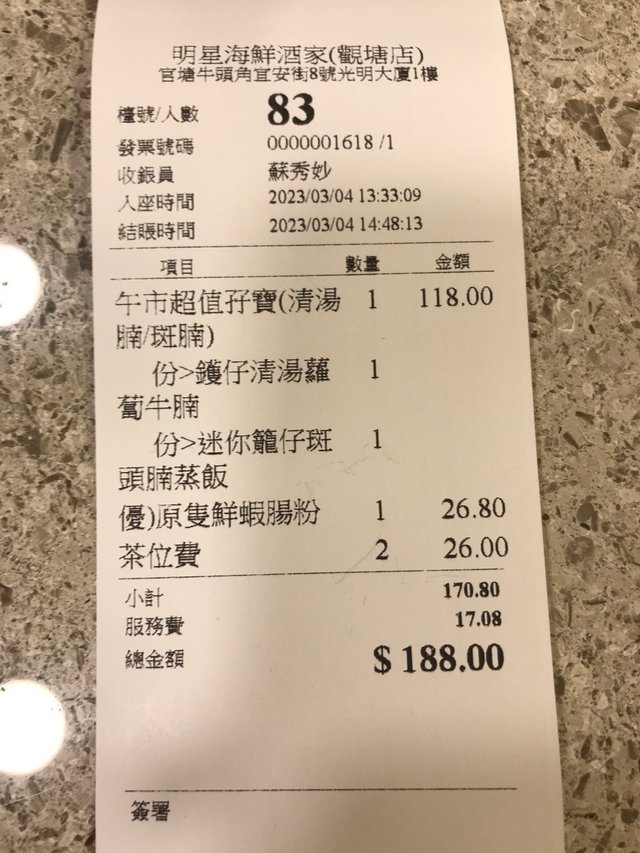 明星海鮮酒家(觀塘店)
官塘牛頭角宜安街8號光明大廈1樓
檯號/人數 83
發票號碼 0000001618 /1
收銀員 蘇秀妙
入座時間 2023/03/04 13:33:09
結賬時間 2023/03/04 14:48:13
項目 數量 金額
午市超值孖寶(清湯 1 118.00
腩/斑腩)
份>鑊仔清湯蘿 1
蔔牛腩
份>迷你籠仔斑 1
頭腩蒸飯
優)原隻鮮蝦腸粉 1 26.80
茶位費 2 26.00
小計 170.80
服務費 17.08
總金額 $ 188.00
簽署